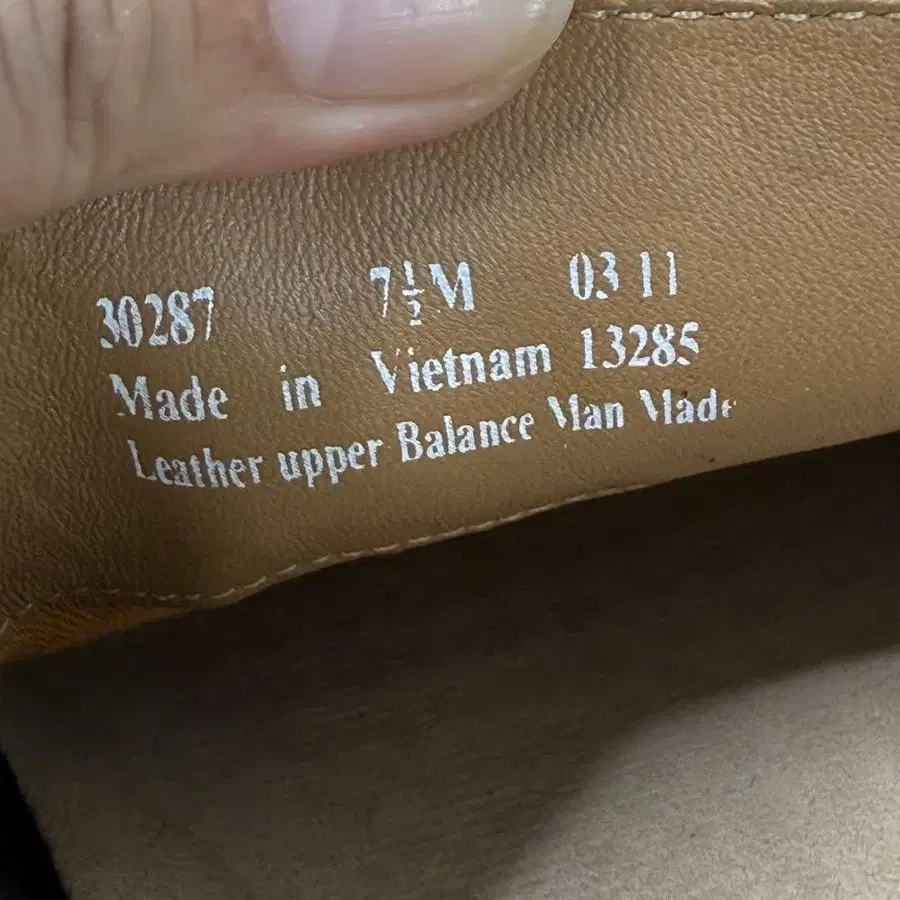 30287 7½M 03 11
Made in Vietnam 13285
Leather upper Balance Man Made